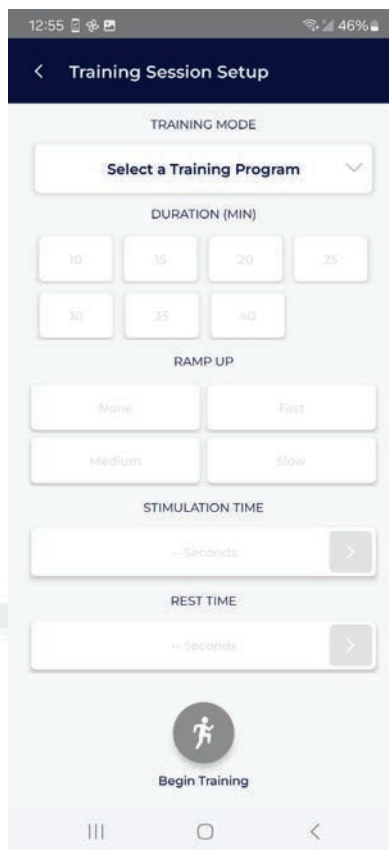 12:55
46%
Training Session Setup
TRAINING MODE
Select a Training Program
DURATION (MIN)
10 15 20 25
30 35 40
RAMP UP
None Fast
Medium Slow
STIMULATION TIME
-- Seconds
REST TIME
-- Seconds
Begin Training